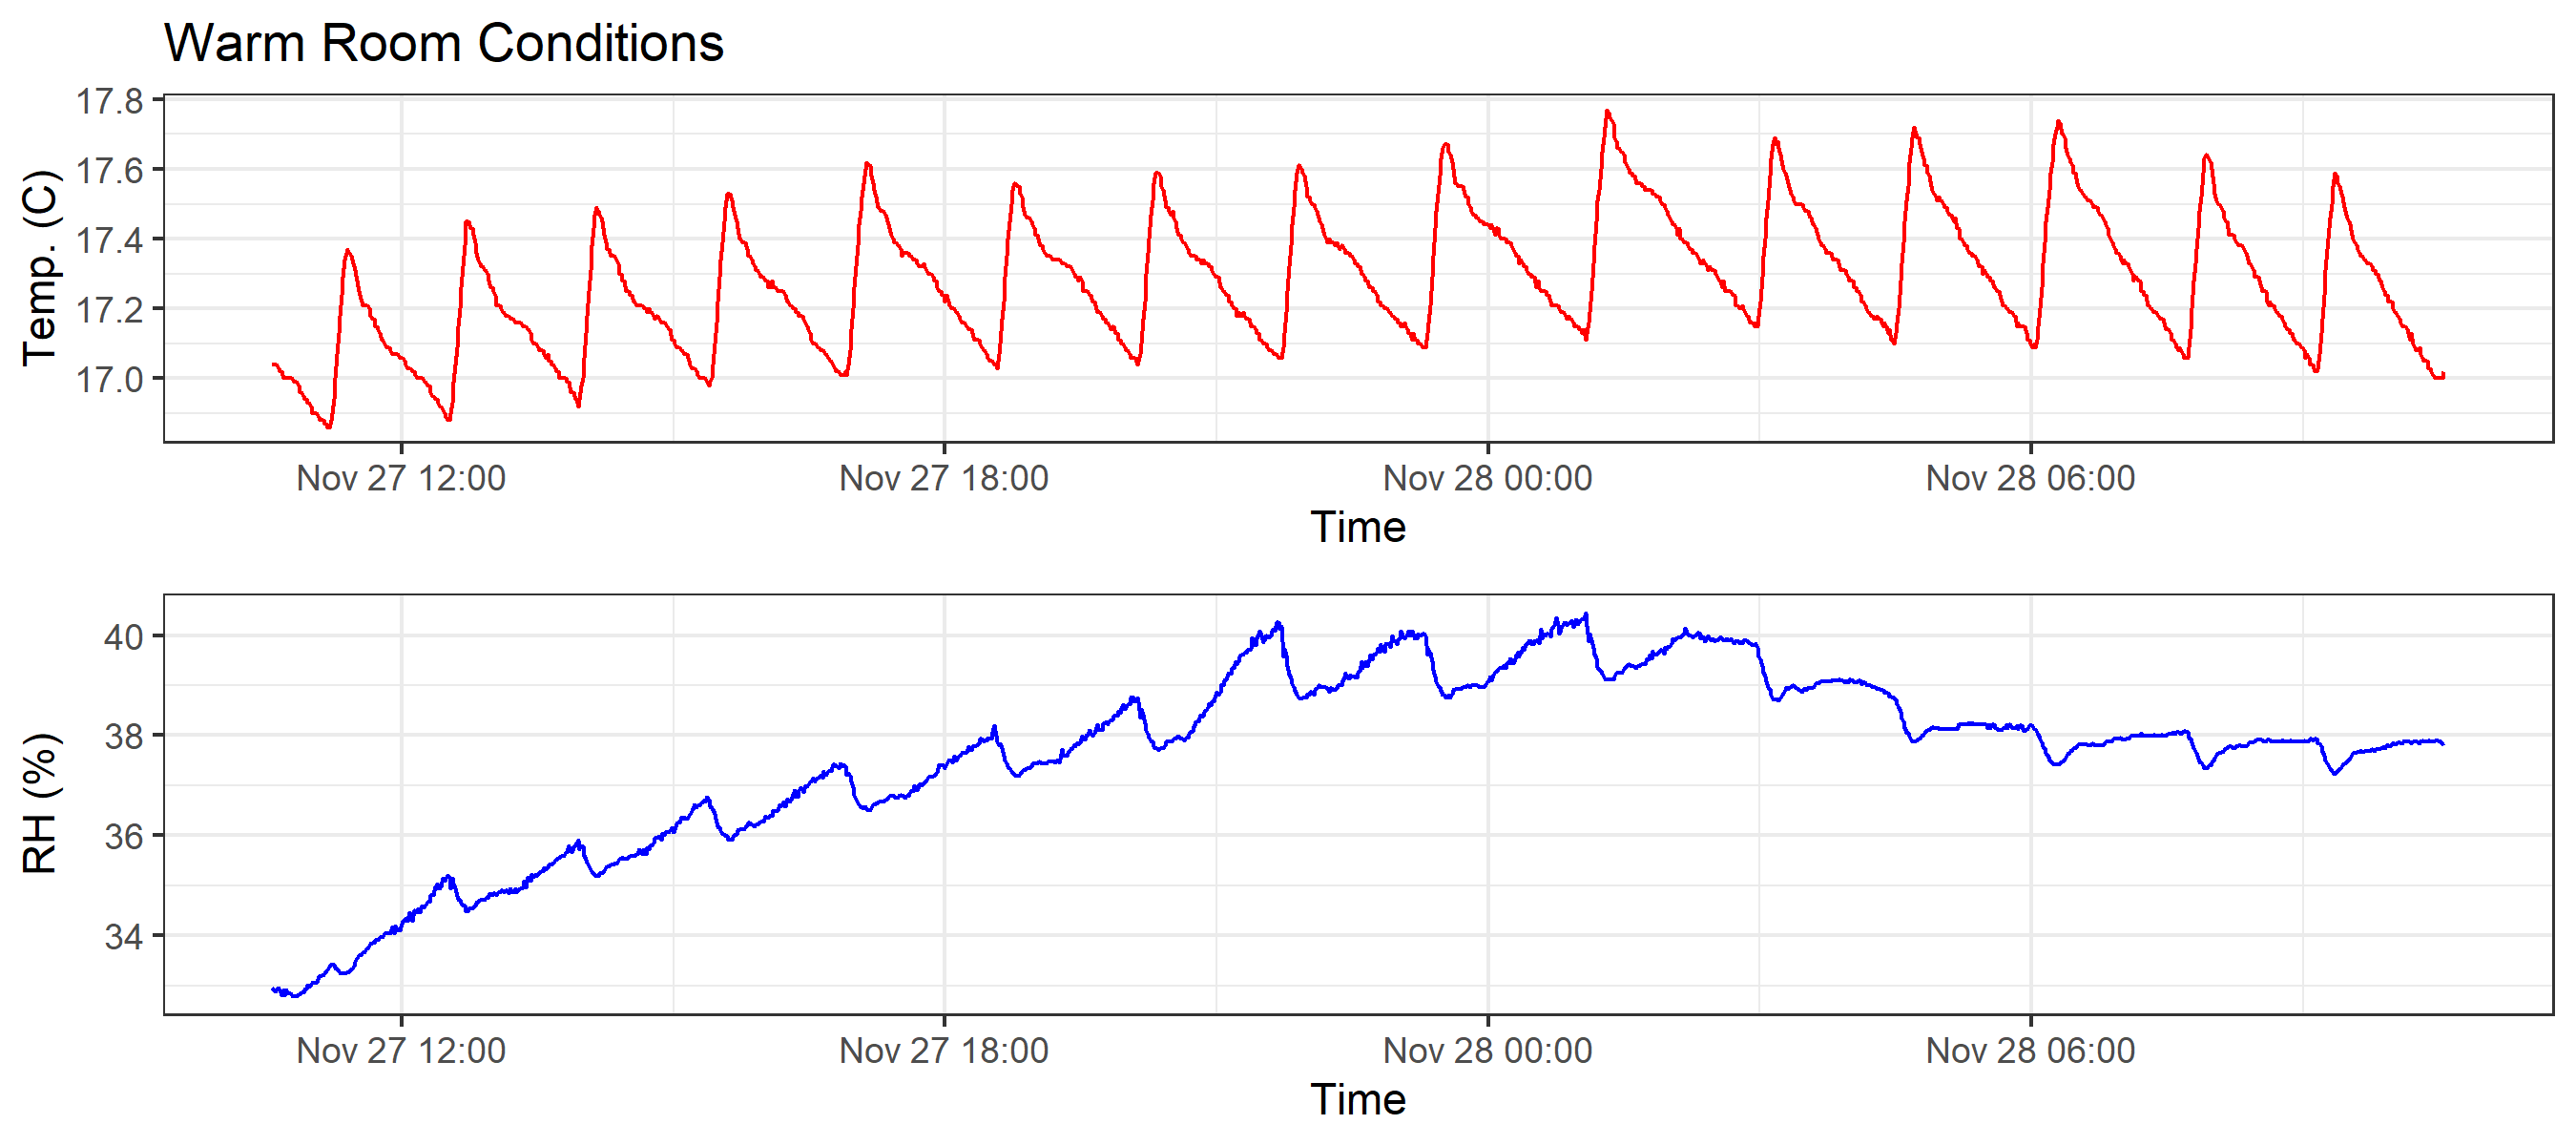 Warm Room Conditions
Temp. (C)
17.8
17.6
17.4
17.2
17.0
Nov 27 12:00 Nov 27 18:00 Nov 28 00:00 Nov 28 06:00
Time
RH (%)
40
38
36
34
Nov 27 12:00 Nov 27 18:00 Nov 28 00:00 Nov 28 06:00
Time